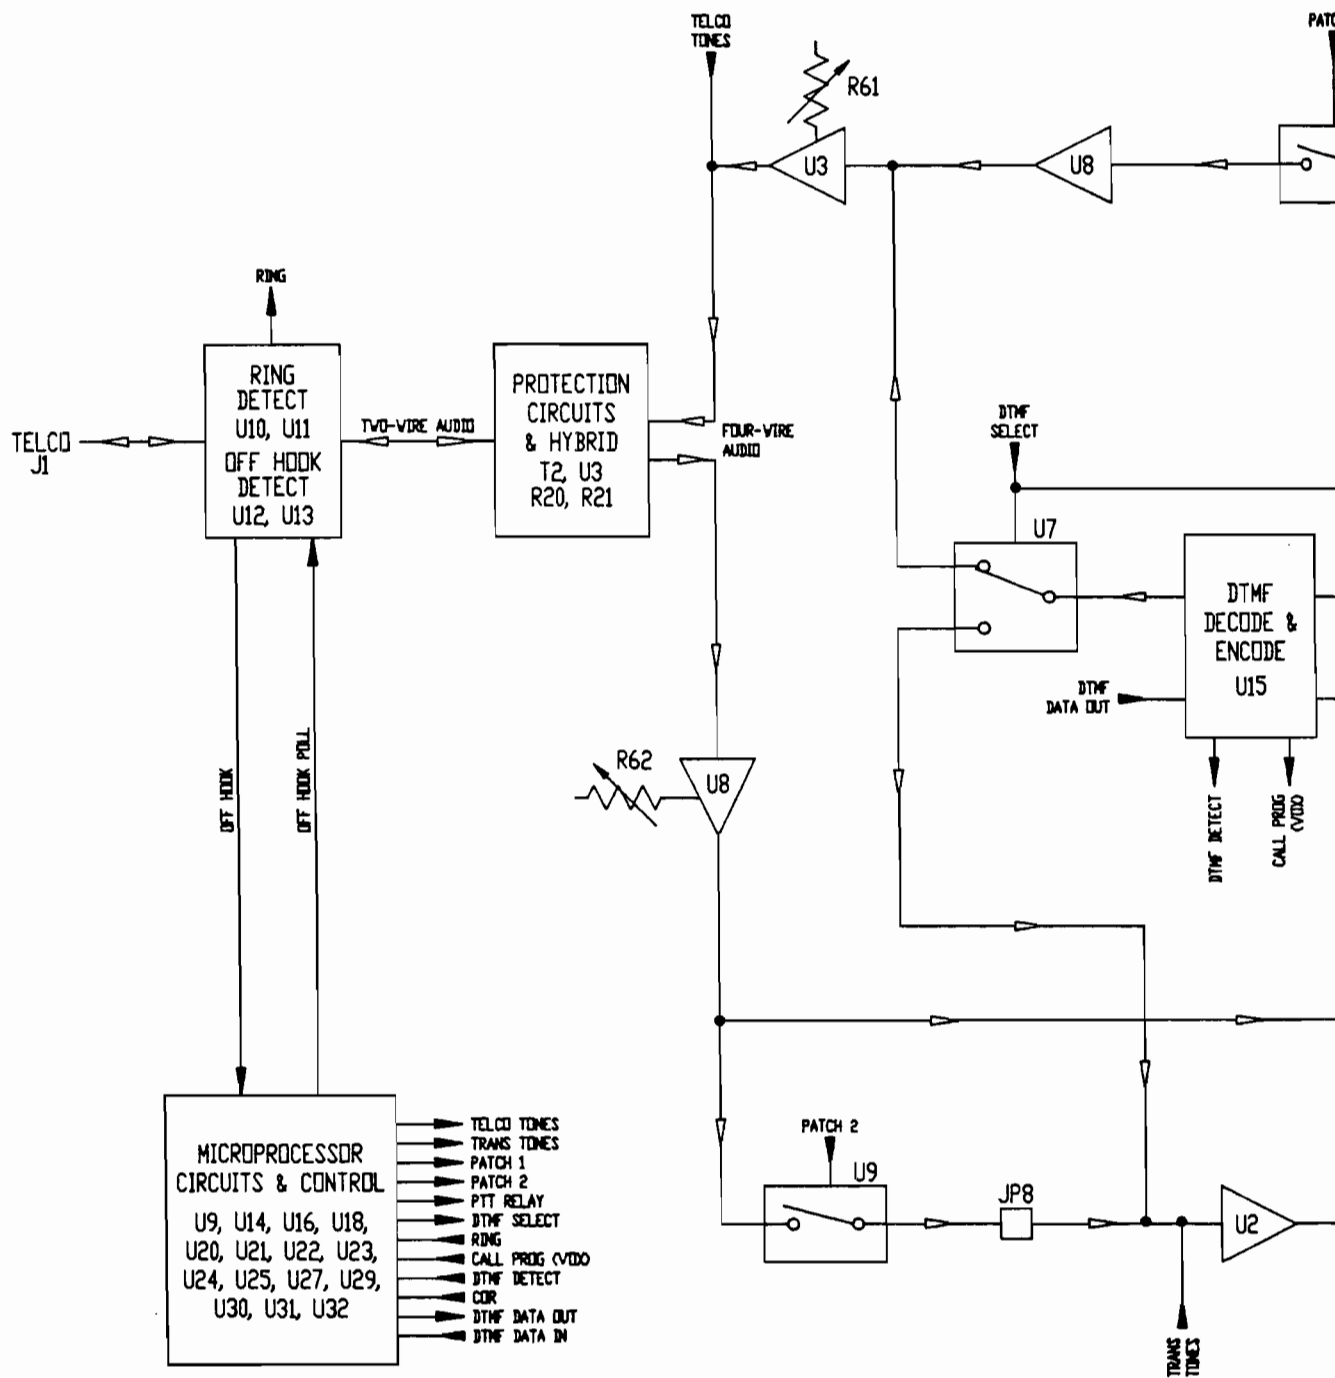 TELCO
TONES
R61
U3
U8
PATC
RING
RING
DETECT
U10, U11
OFF HOOK
DETECT
U12, U13
TELCO
J1
TWO-WIRE AUDIO
PROTECTION
CIRCUITS
& HYBRID
T2, U3
R20, R21
FOUR-WIRE
AUDIO
DTMF
SELECT
U7
DTMF
DECODE &
ENCODE
U15
DTMF
DATA OUT
DTMF DETECT
CALL PROG
(VOX)
R62
U8
OFF HOOK
OFF HOOK POLL
MICROPROCESSOR
CIRCUITS & CONTROL
U9, U14, U16, U18,
U20, U21, U22, U23,
U24, U25, U27, U29,
U30, U31, U32
TELCO TONES
TRANS TONES
PATCH 1
PATCH 2
PTT RELAY
DTMF SELECT
RING
CALL PROG (VOX)
DTMF DETECT
COR
DTMF DATA OUT
DTMF DATA IN
PATCH 2
U9
JP8
U2
TRANS
TONES